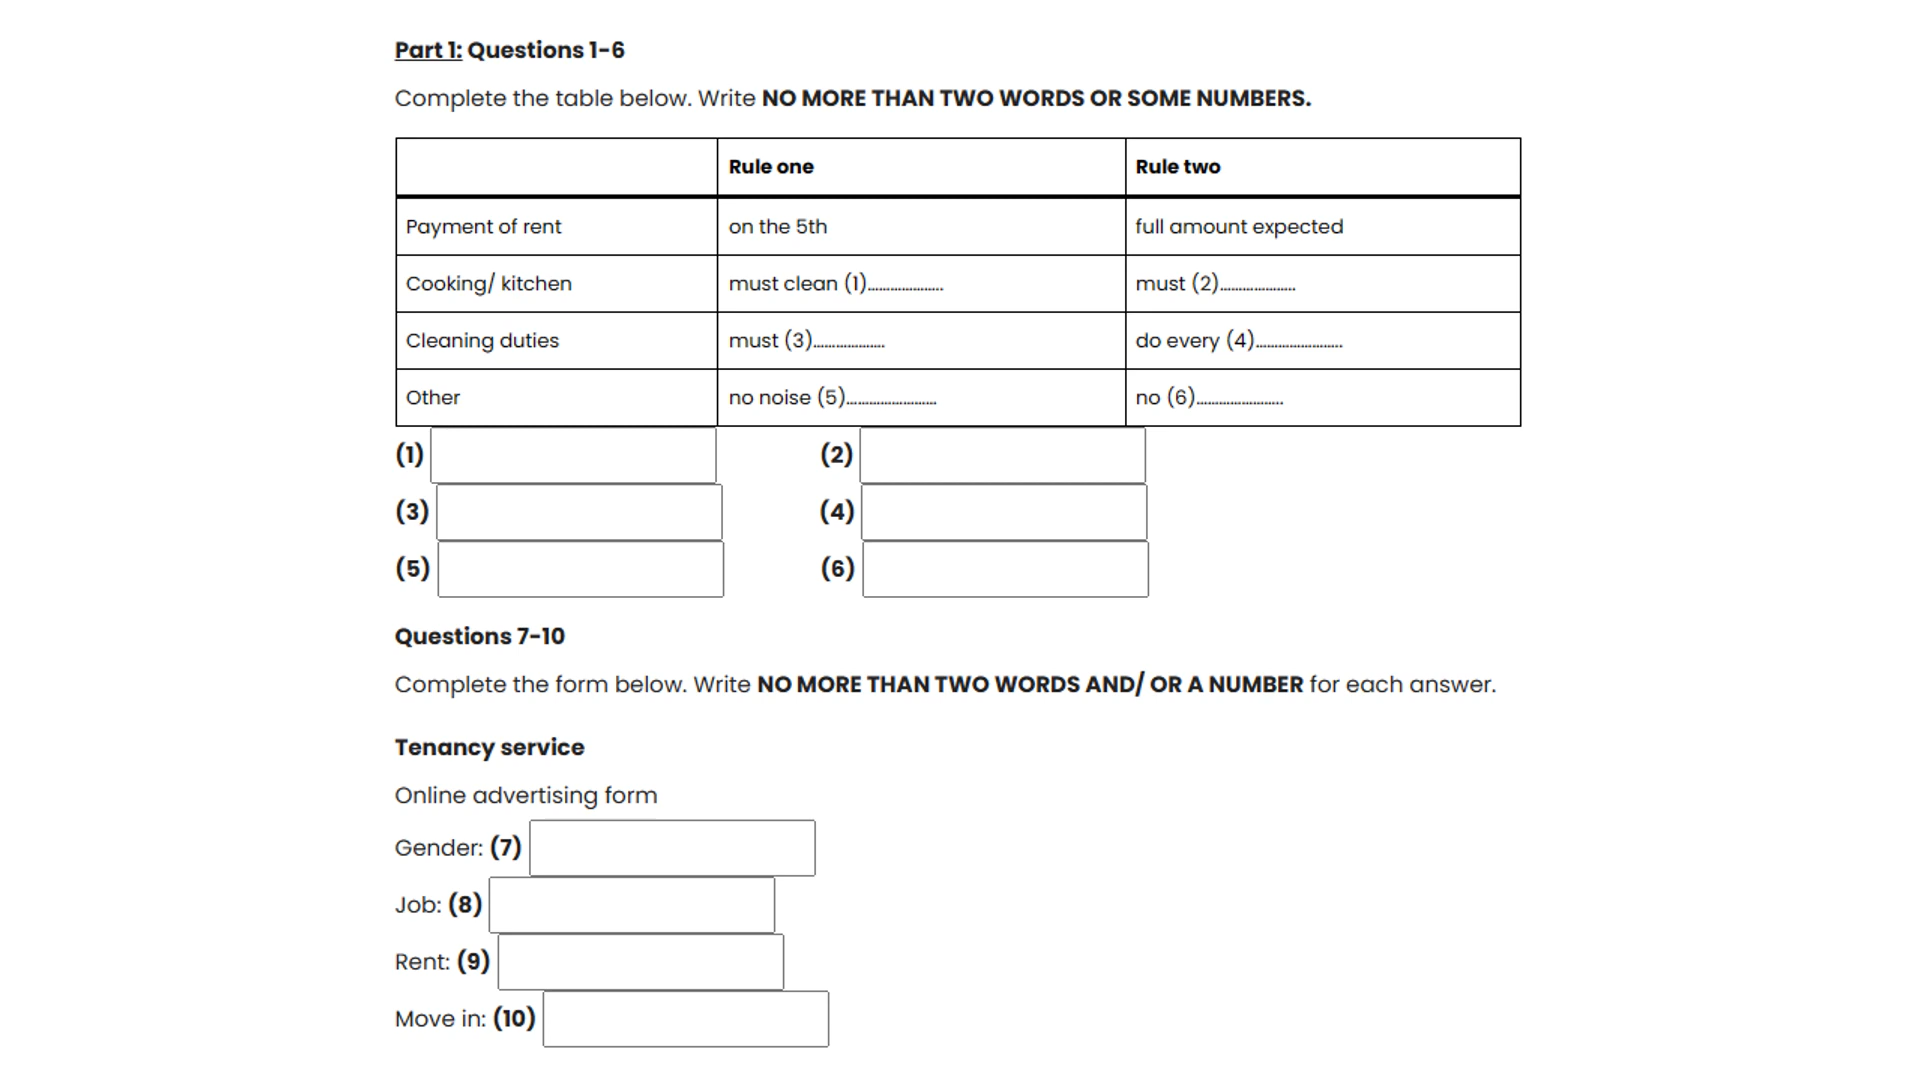 Part 1: Questions 1-6
Complete the table below. Write NO MORE THAN TWO WORDS OR SOME NUMBERS.
Rule one Rule two
Payment of rent on the 5th full amount expected
Cooking/ kitchen must clean (1).................... must (2)....................
Cleaning duties must (3)................... do every (4).......................
Other no noise (5)........................ no (6).......................
(1) (2)
(3) (4)
(5) (6)
Questions 7-10
Complete the form below. Write NO MORE THAN TWO WORDS AND/ OR A NUMBER for each answer.
Tenancy service
Online advertising form
Gender: (7)
Job: (8)
Rent: (9)
Move in: (10)